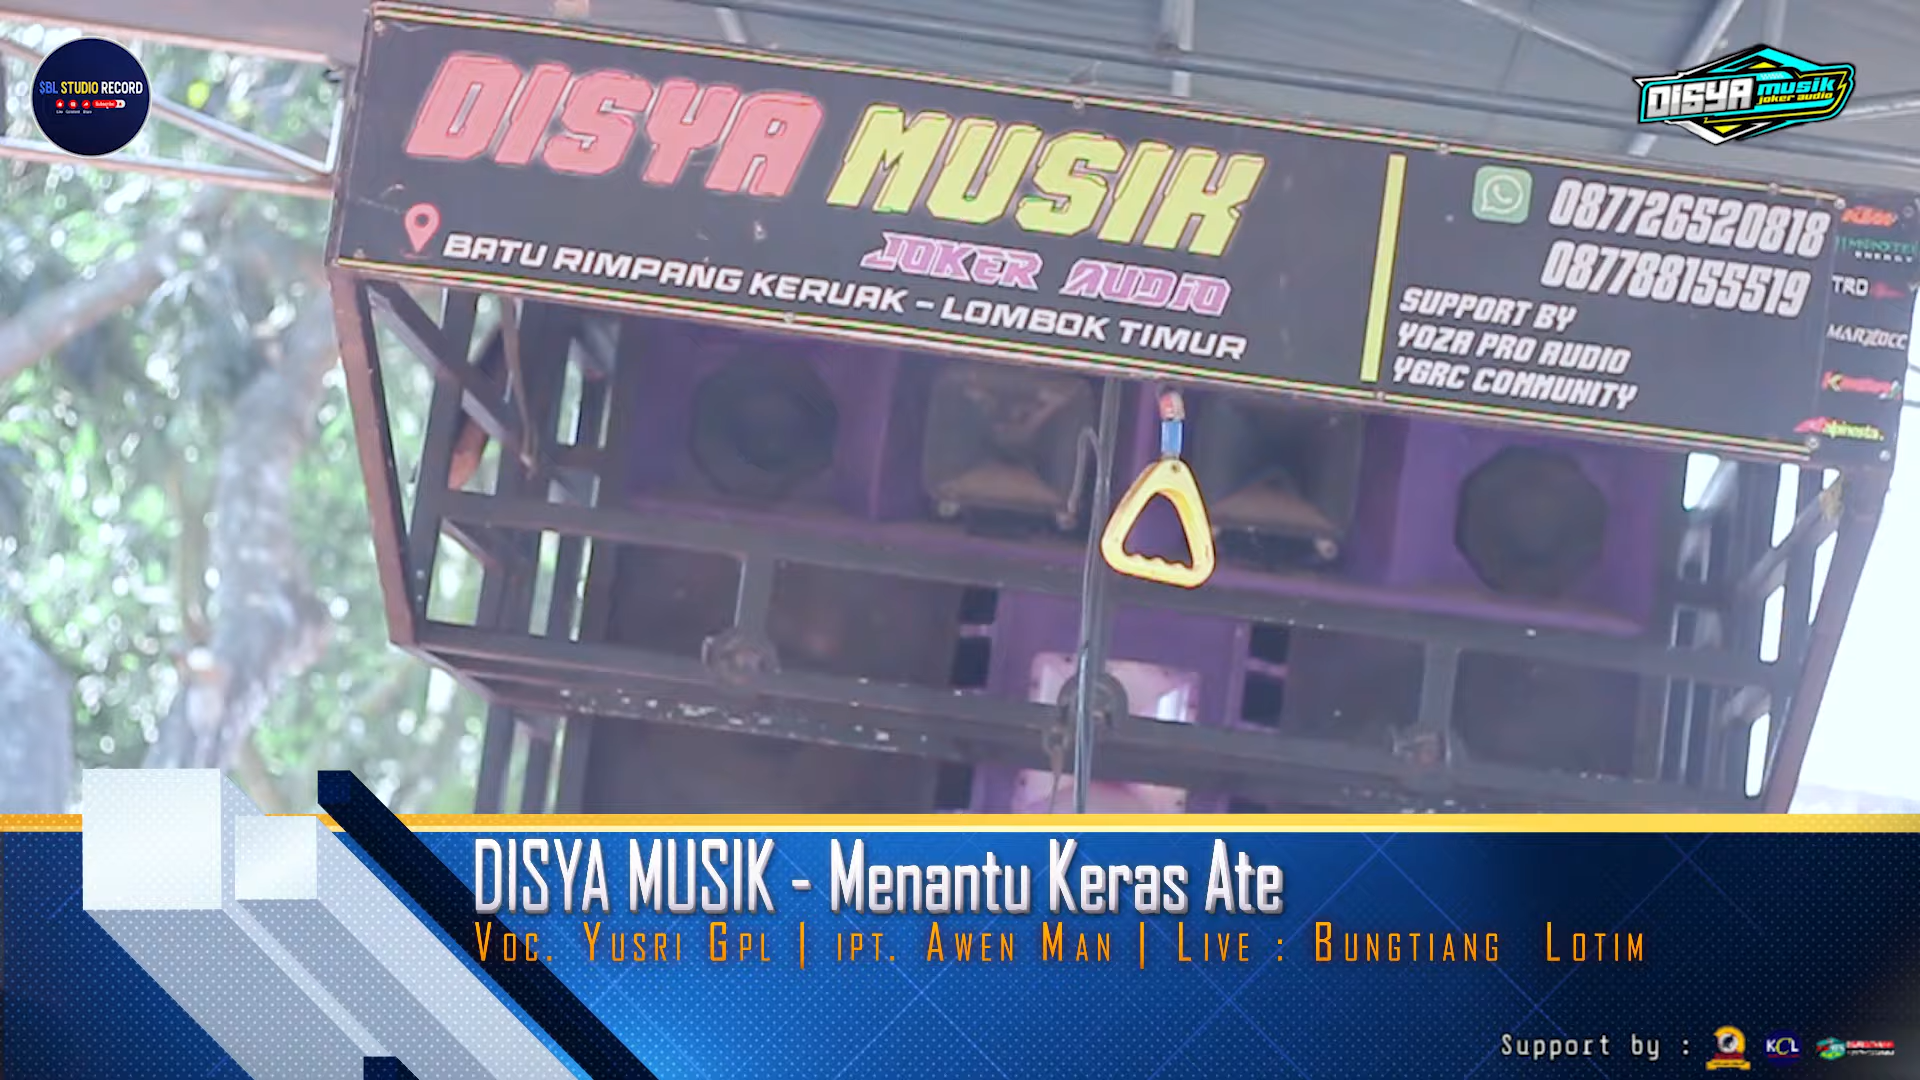 $BL STUDIO RECORD
DISYA musik
joker audio
DISYA MUSIK
JOKER AUDIO
BATU RIMPANG KERUAK - LOMBOK TIMUR
087726520818
087788155519
SUPPORT BY
YOZA PRO AUDIO
YGRC COMMUNITY
TRD
DISYA MUSIK - Menantu Keras Ate
Voc. Yusri Gpl | ipt. Awen Man | Live : Bungtiang Lotim
Support by :
KCL